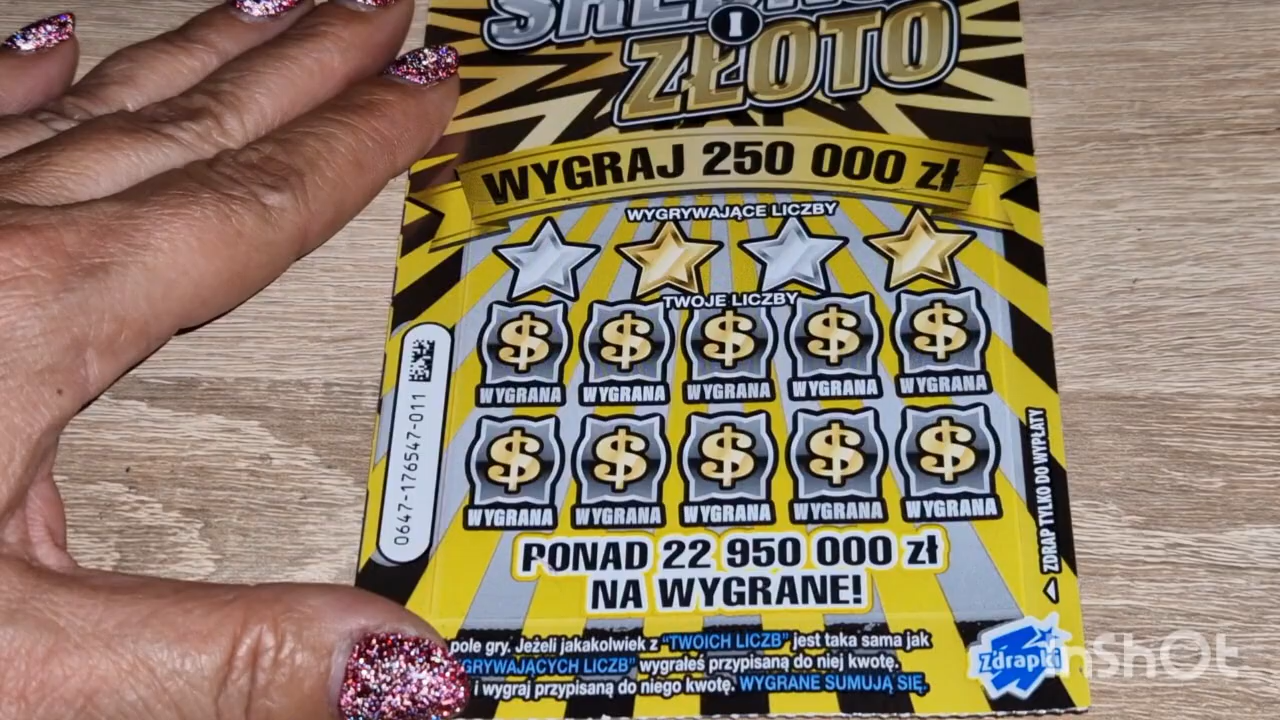 I
ZŁOTO
WYGRAJ 250 000 zł
WYGRYWAJĄCE LICZBY
TWOJE LICZBY
$ $ $ $ $
WYGRANA WYGRANA WYGRANA WYGRANA WYGRANA
$ $ $ $ $
WYGRANA WYGRANA WYGRANA WYGRANA WYGRANA
0647-176547-011
ZDRAP TYLKO DO WYPŁATY
PONAD 22 950 000 zł
NA WYGRANE!
pole gry. Jeżeli jakakolwiek z "TWOICH LICZB" jest taka sama jak
GRYWAJĄCYCH LICZB" wygrałeś przypisaną do niej kwotę.
i wygraj przypisaną do niego kwotę. WYGRANE SUMUJĄ SIĘ.
Zdrapki
InShOt